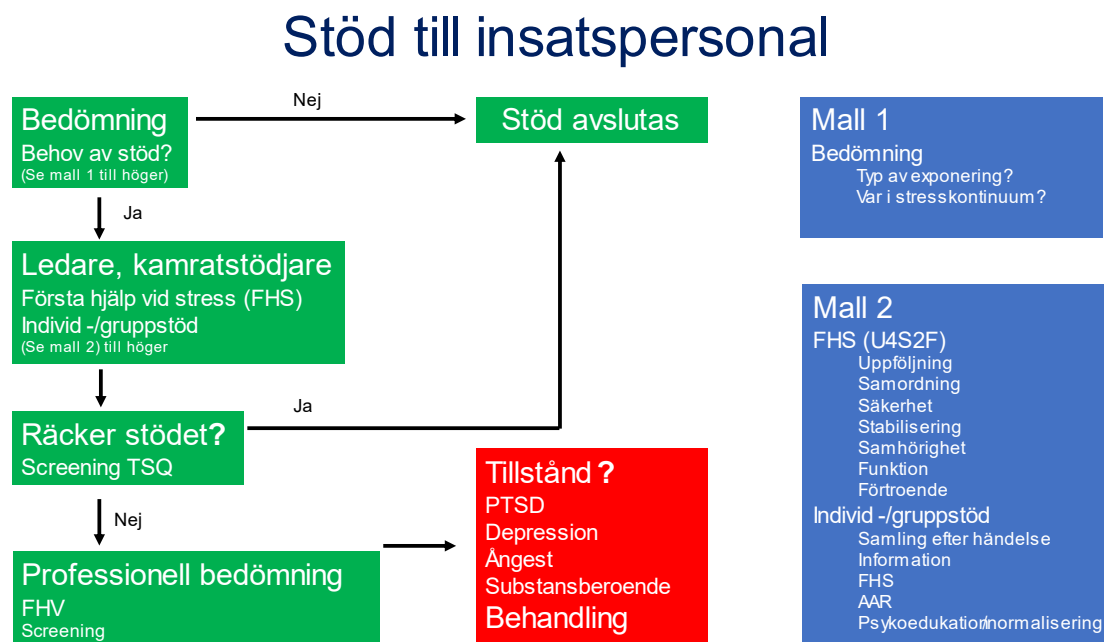 Stöd till insatspersonal
Bedömning
Behov av stöd?
(Se mall 1 till höger)
Nej
Stöd avslutas
Ja
Ledare, kamratstödjare
Första hjälp vid stress (FHS)
Individ -/gruppstöd
(Se mall 2) till höger
Räcker stödet?
Screening TSQ
Ja
Nej
Professionell bedömning
FHV
Screening
Tillstånd ?
PTSD
Depression
Ångest
Substansberoende
Behandling
Mall 1
Bedömning
Typ av exponering?
Var i stresskontinuum?
Mall 2
FHS (U4S2F)
Uppföljning
Samordning
Säkerhet
Stabilisering
Samhörighet
Funktion
Förtroende
Individ -/gruppstöd
Samling efter händelse
Information
FHS
AAR
Psykoedukation/normalisering